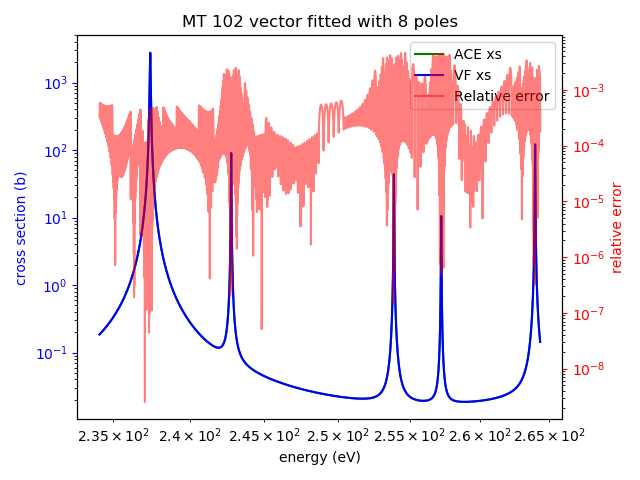 MT 102 vector fitted with 8 poles
ACE xs
VF xs
Relative error
cross section (b)
10³
10²
10¹
10⁰
10⁻¹
relative error
10⁻³
10⁻⁴
10⁻⁵
10⁻⁶
10⁻⁷
10⁻⁸
2.35 × 10² 2.4 × 10² 2.45 × 10² 2.5 × 10² 2.55 × 10² 2.6 × 10² 2.65 × 10²
energy (eV)